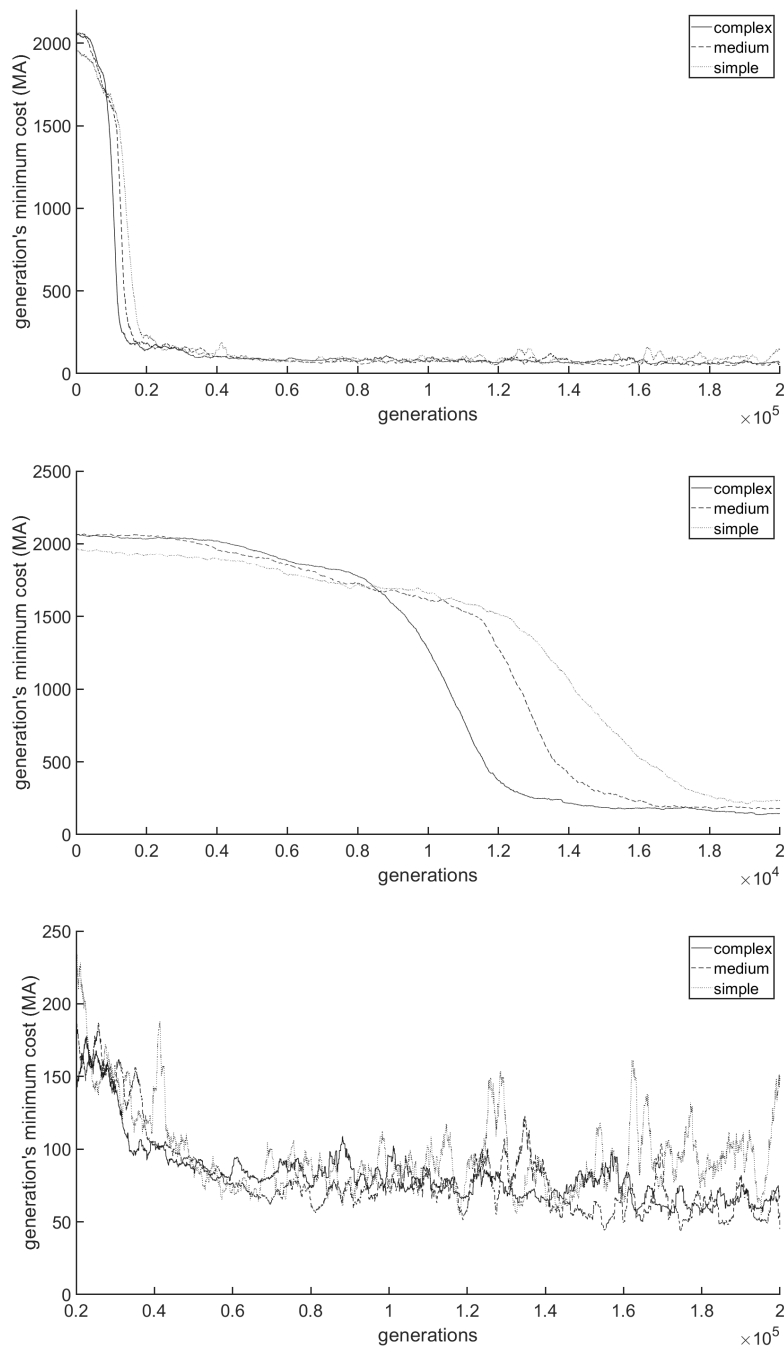 generation's minimum cost (MA)
2000
1500
1000
500
0
complex
medium
simple
0 0.2 0.4 0.6 0.8 1 1.2 1.4 1.6 1.8 2
generations
×10^5
generation's minimum cost (MA)
2500
2000
1500
1000
500
0
complex
medium
simple
0 0.2 0.4 0.6 0.8 1 1.2 1.4 1.6 1.8 2
generations
×10^4
generation's minimum cost (MA)
250
200
150
100
50
0
complex
medium
simple
0.2 0.4 0.6 0.8 1 1.2 1.4 1.6 1.8 2
generations
×10^5